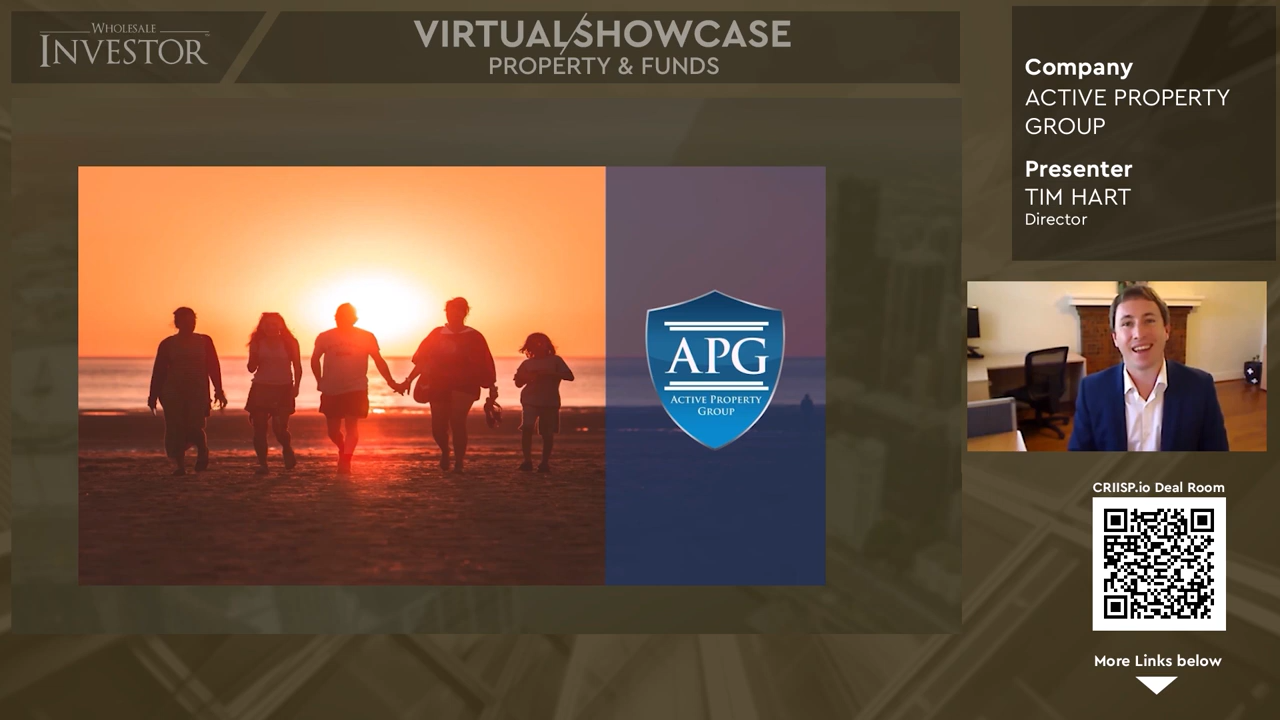 WHOLESALE
INVESTOR
VIRTUAL SHOWCASE
PROPERTY & FUNDS
Company
ACTIVE PROPERTY
GROUP
Presenter
TIM HART
Director
APG
ACTIVE PROPERTY
GROUP
CRIISP.io Deal Room
More Links below